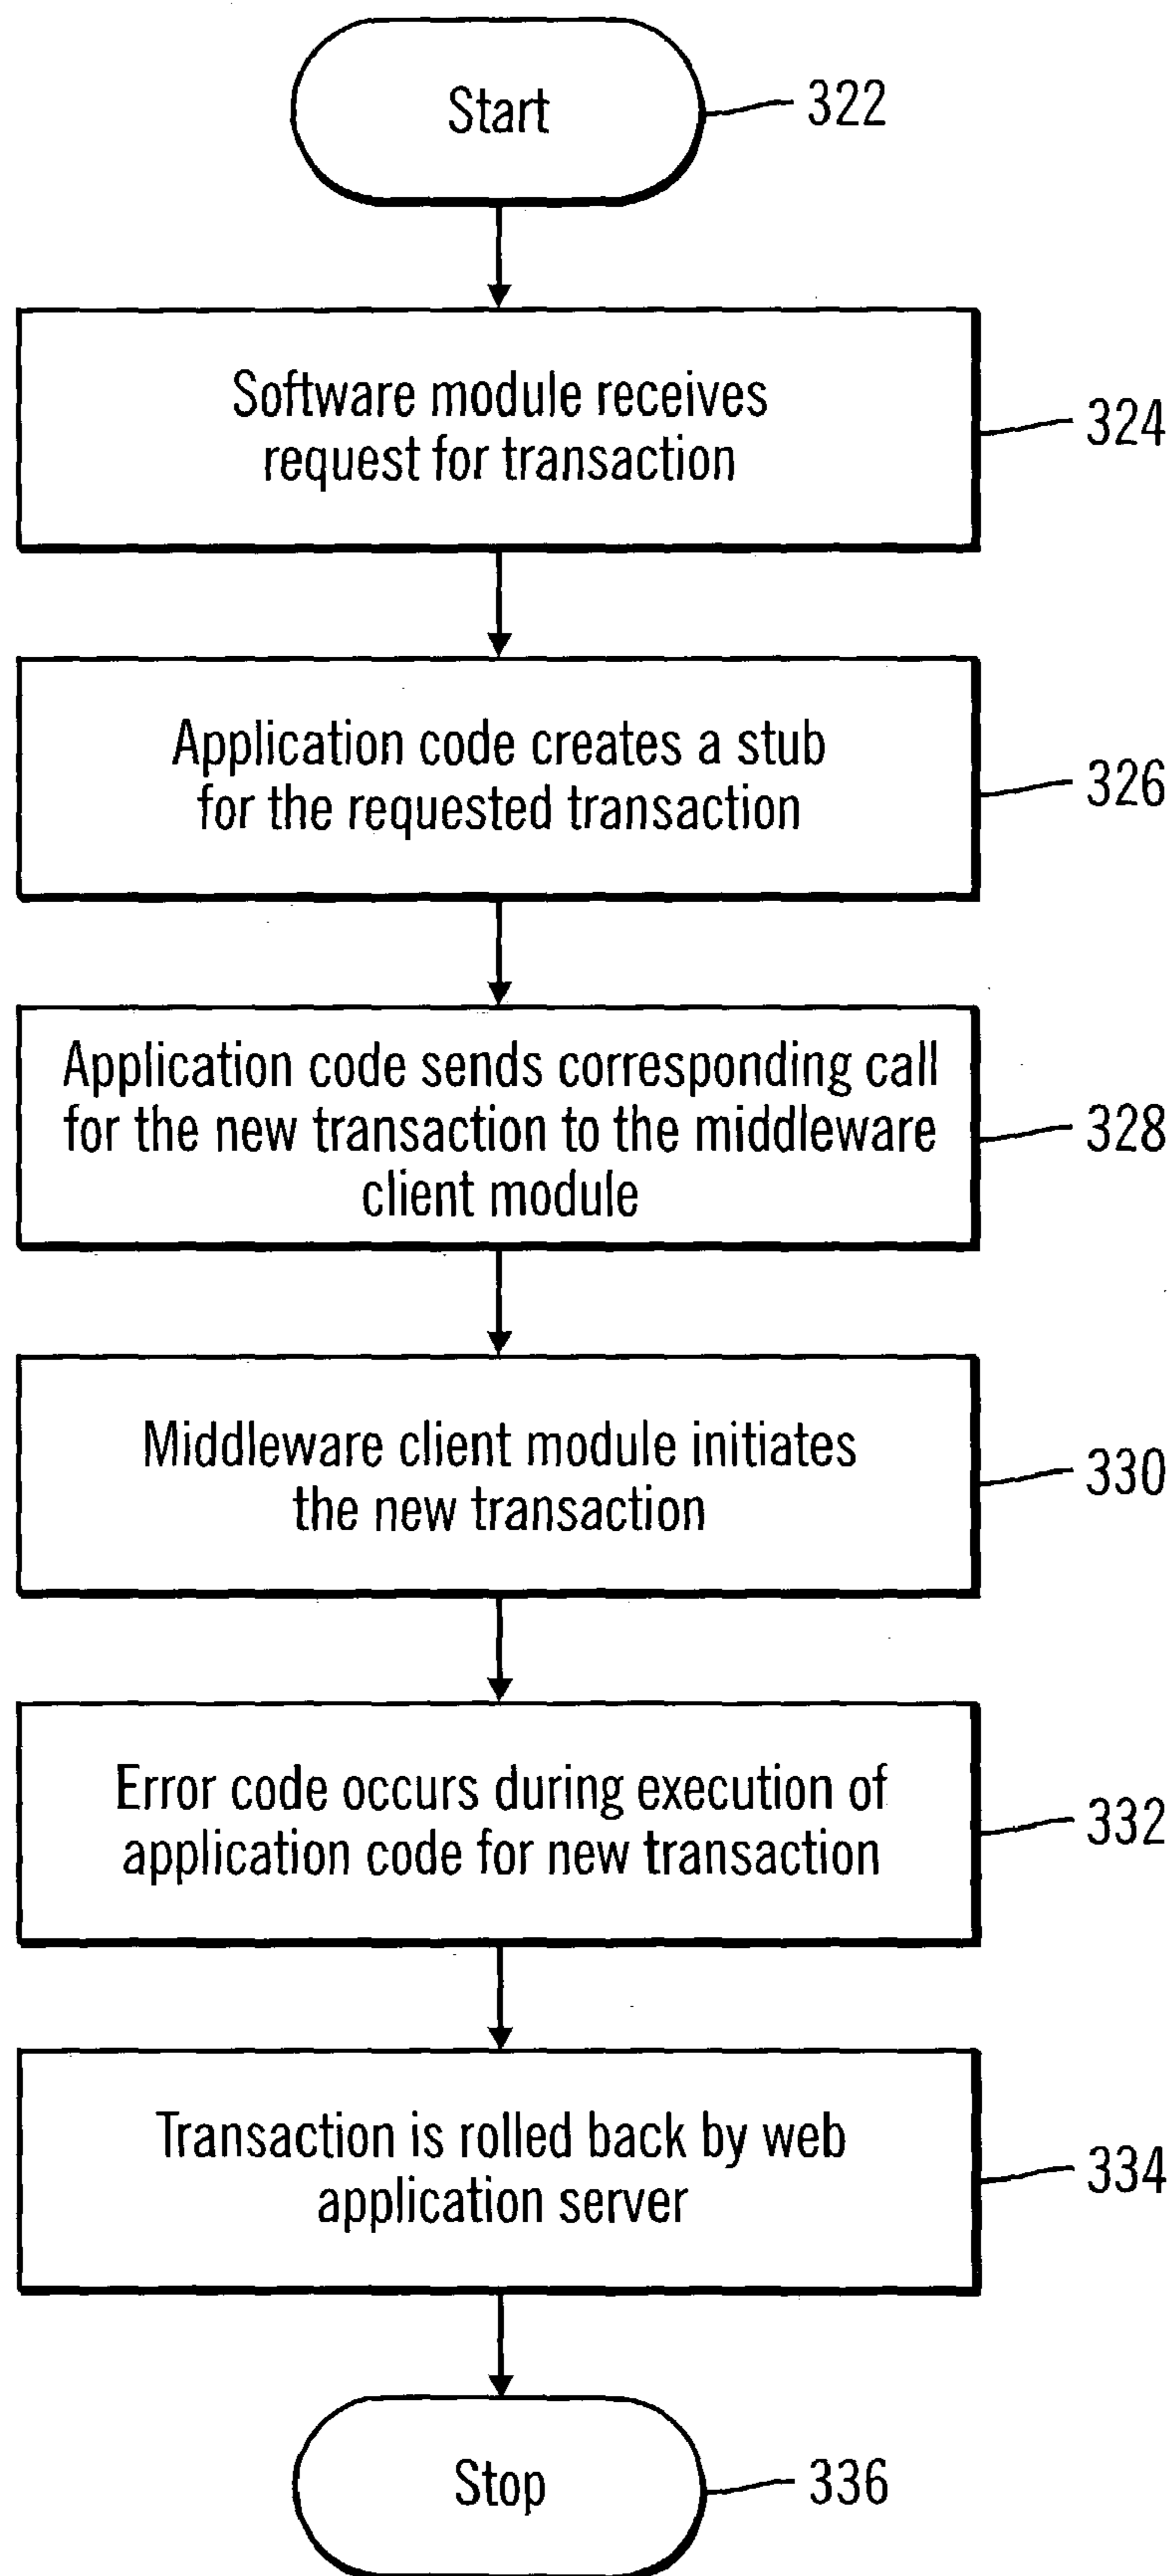 Start
322
Software module receives
request for transaction
324
Application code creates a stub
for the requested transaction
326
Application code sends corresponding call
for the new transaction to the middleware
client module
328
Middleware client module initiates
the new transaction
330
Error code occurs during execution of
application code for new transaction
332
Transaction is rolled back by web
application server
334
Stop
336